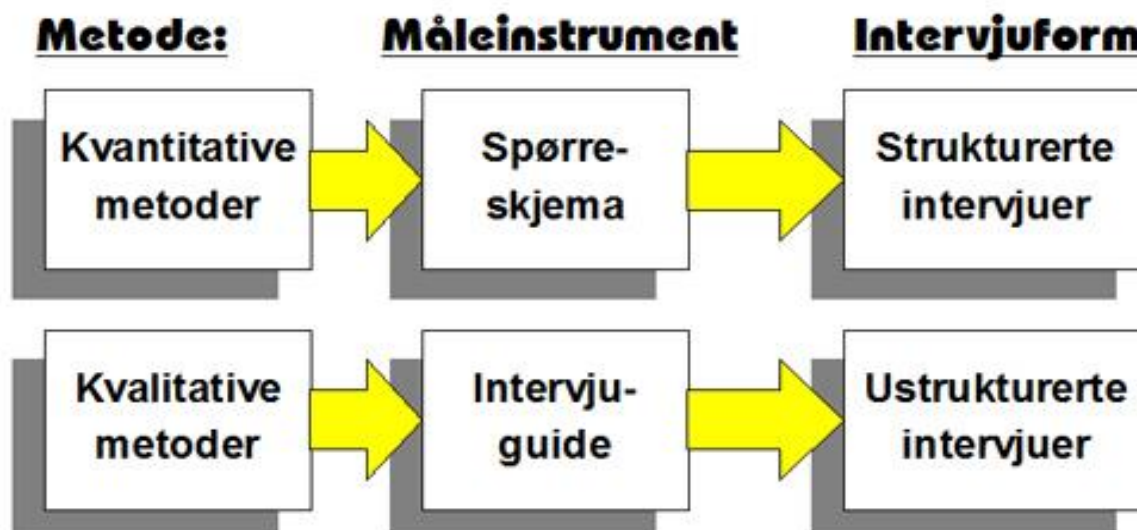 Metode: Måleinstrument Intervjuform
Kvantitative
metoder
Spørre-
skjema
Strukturerte
intervjuer
Kvalitative
metoder
Intervju-
guide
Ustrukturerte
intervjuer